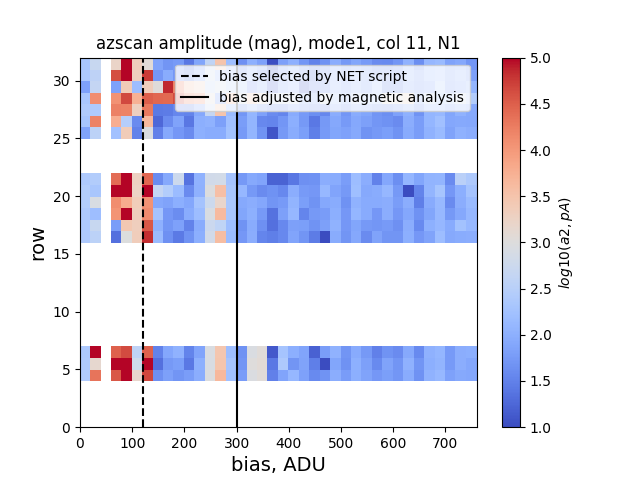 azscan amplitude (mag), mode1, col 11, N1
bias selected by NET script
bias adjusted by magnetic analysis
row
30
25
20
15
10
5
0
0 100 200 300 400 500 600 700
bias, ADU
5.0
4.5
4.0
3.5
3.0
2.5
2.0
1.5
1.0
log10(a2, pA)